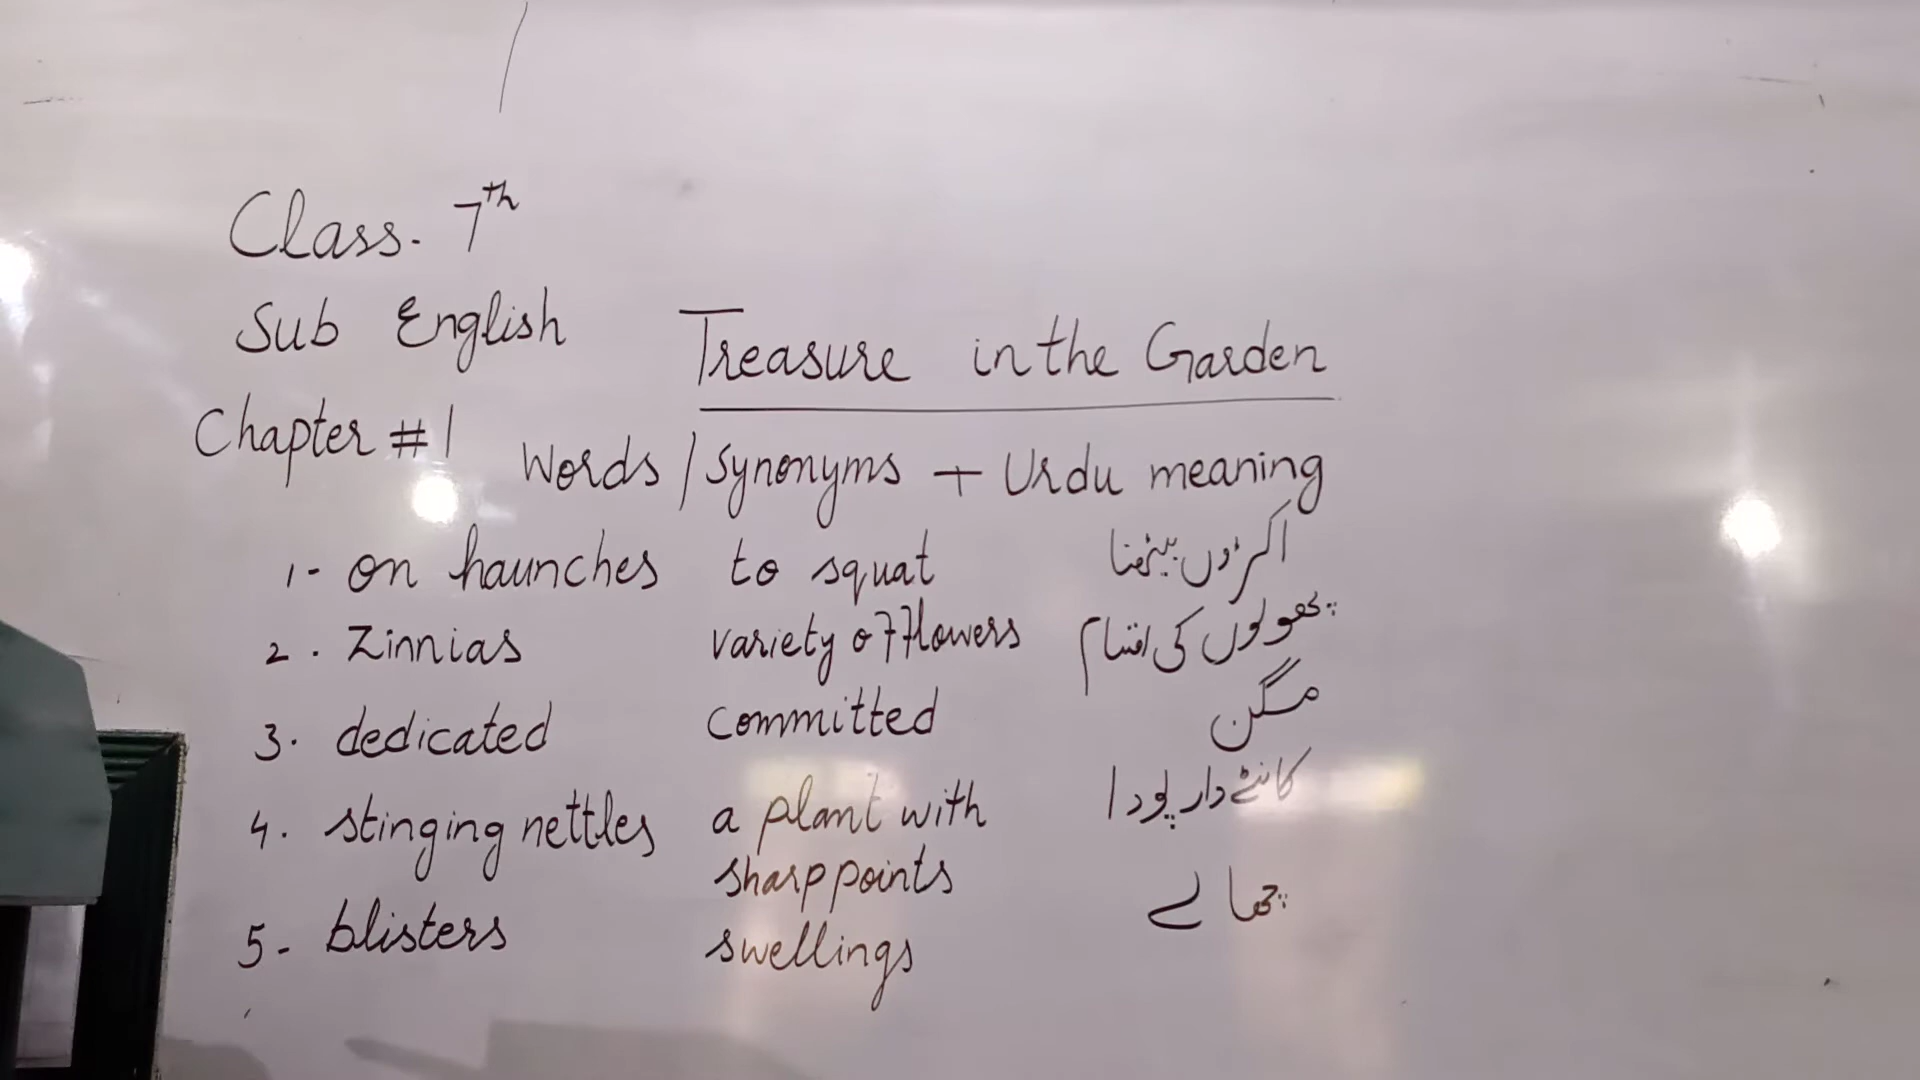 Class. 7th
Sub English
Treasure in the Garden
Chapter #1
Words / Synonyms + Urdu meaning
1- on haunches to squat اکڑوں بیٹھنا
2. Zinnias variety of flowers پھولوں کی اقسام
3. dedicated committed مگن
4. stinging nettles a plant with کانٹے دار پودا
sharp points
5- blisters swellings چھالے